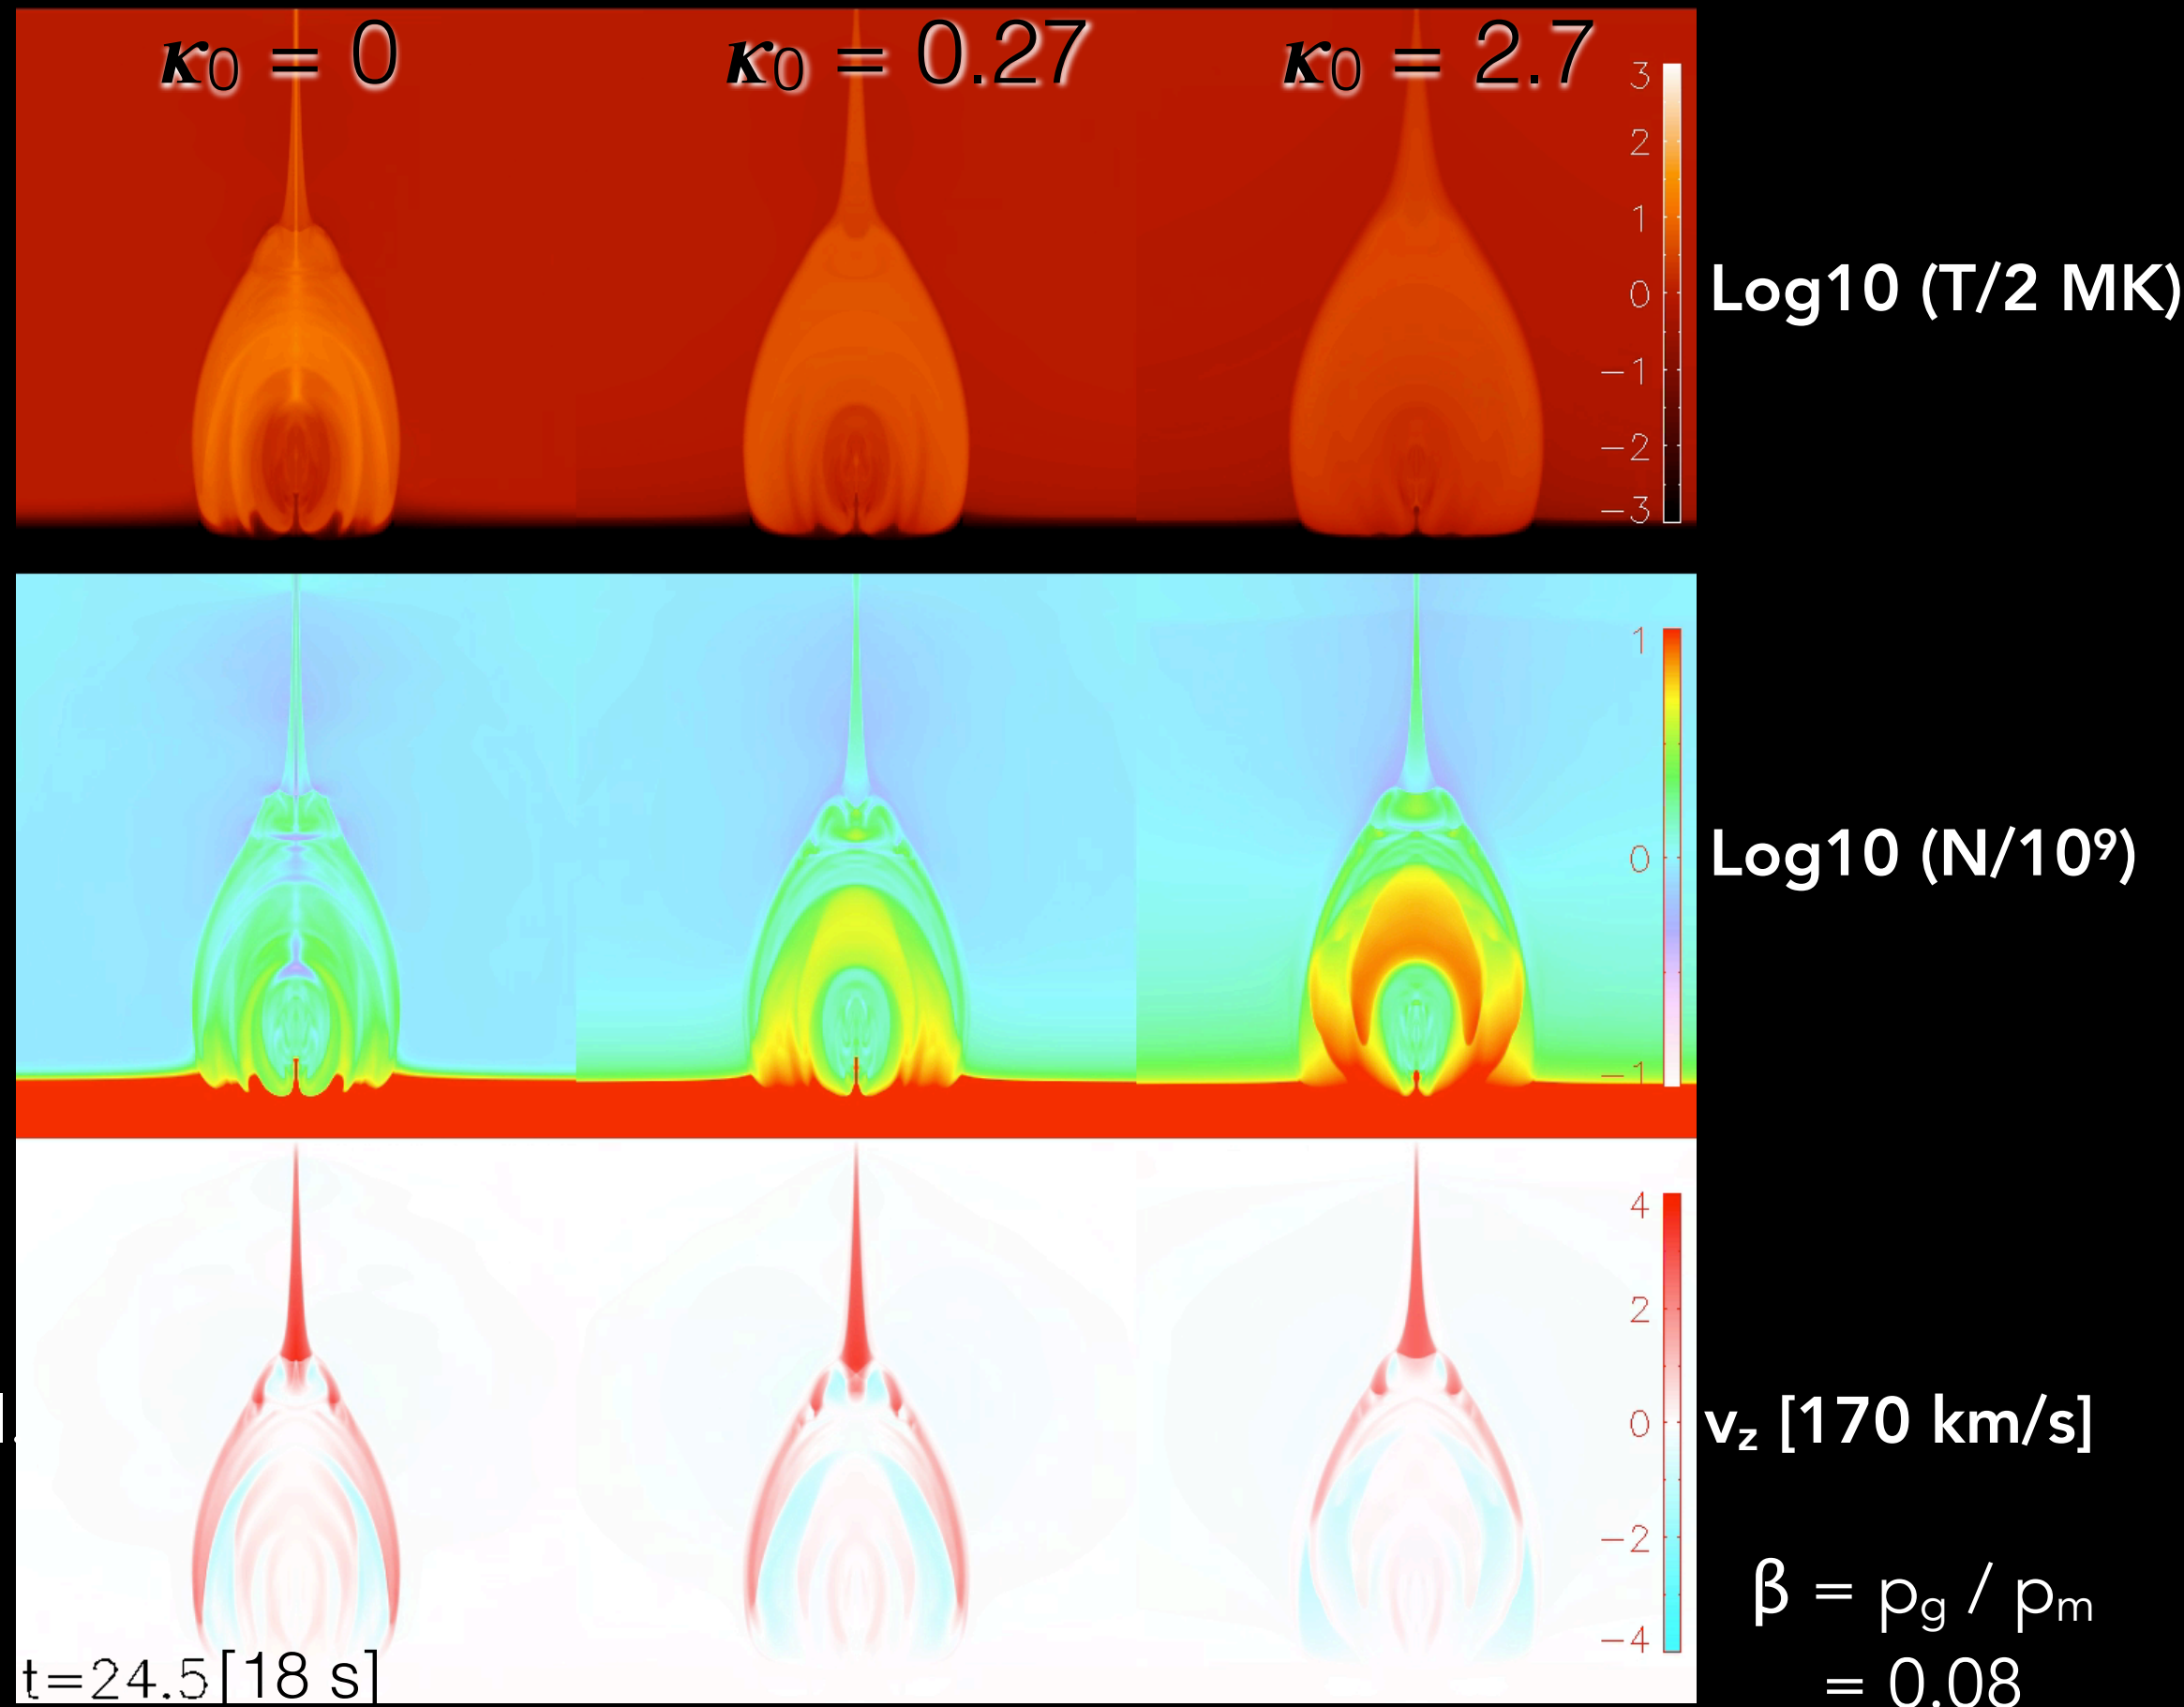 κ0 = 0
κ0 = 0.27
κ0 = 2.7
3
2
1
0
−1
−2
−3
Log10 (T/2 MK)
1
0
−1
Log10 (N/10⁹)
4
2
0
−2
−4
vz [170 km/s]
β = pg / pm
= 0.08
t=24.5[18 s]